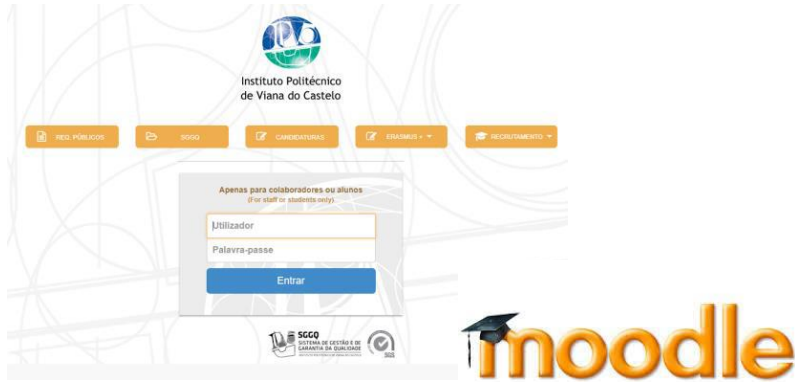 Instituto Politécnico
de Viana do Castelo
REQ. PÚBLICOS
SGGQ
CANDIDATURAS
ERASMUS +
RECRUTAMENTO
Apenas para colaboradores ou alunos
(For staff or students only)
Utilizador
Palavra-passe
Entrar
SGGQ
SISTEMA DE GESTÃO E DE
GARANTIA DA QUALIDADE
SGS
moodle